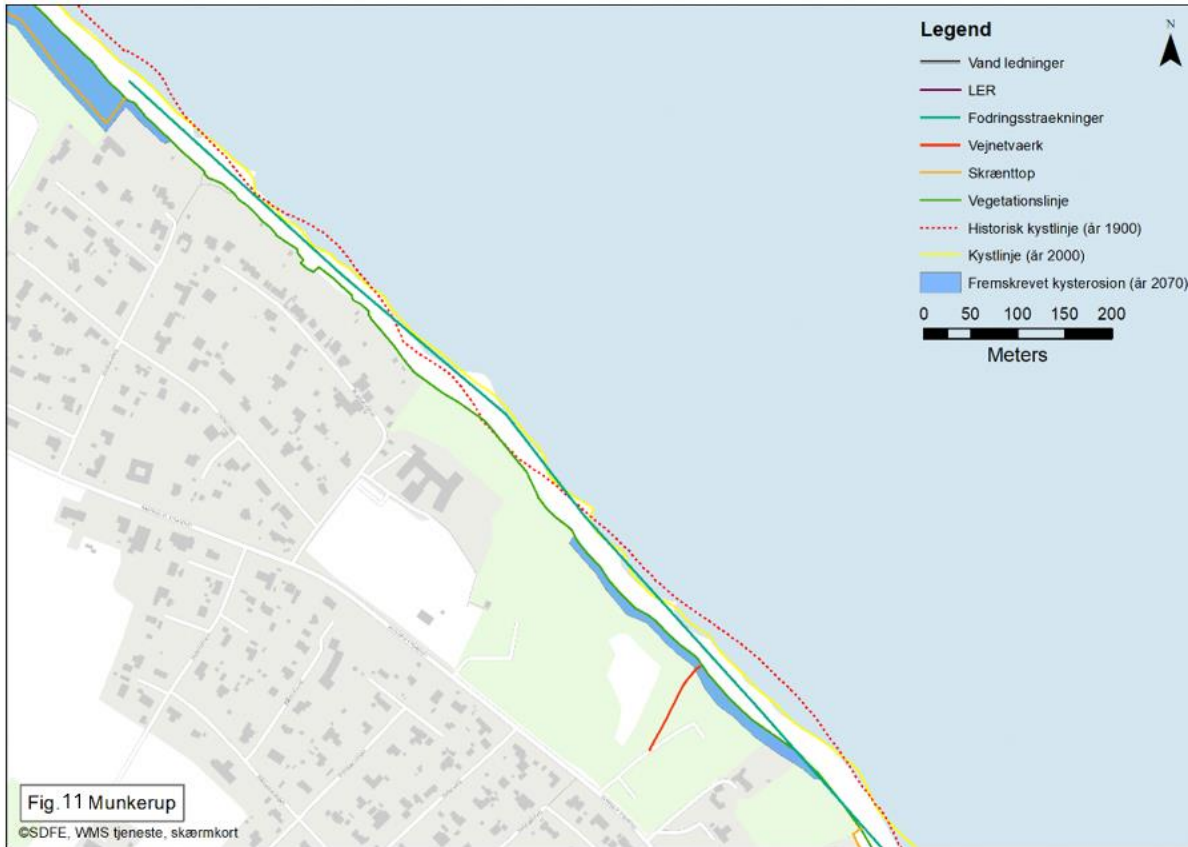 Legend
N
Vand ledninger
LER
Fodringsstraekninger
Vejnetvaerk
Skrænttop
Vegetationslinje
Historisk kystlinje (år 1900)
Kystlinje (år 2000)
Fremskrevet kysterosion (år 2070)
0 50 100 150 200
Meters
Fig.11 Munkerup
©SDFE, WMS tjeneste, skærmkort